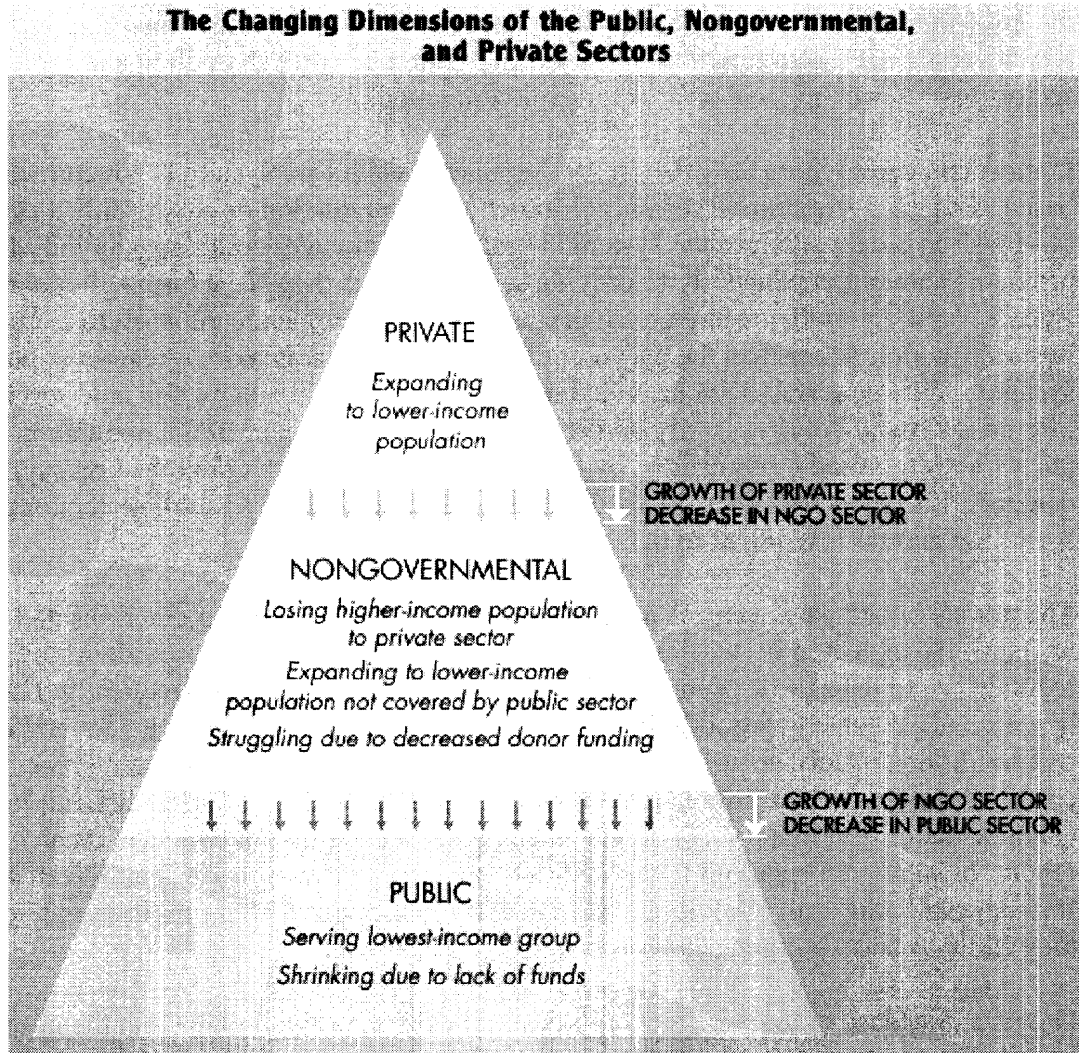 The Changing Dimensions of the Public, Nongovernmental,
and Private Sectors
PRIVATE
Expanding
to lower-income
population
GROWTH OF PRIVATE SECTOR
DECREASE IN NGO SECTOR
NONGOVERNMENTAL
Losing higher-income population
to private sector
Expanding to lower-income
population not covered by public sector
Struggling due to decreased donor funding
GROWTH OF NGO SECTOR
DECREASE IN PUBLIC SECTOR
PUBLIC
Serving lowest-income group
Shrinking due to lack of funds